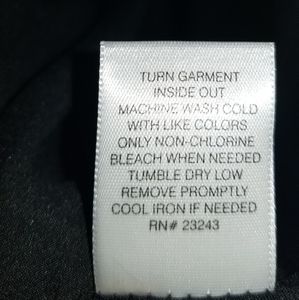 TURN GARMENT
INSIDE OUT
MACHINE WASH COLD
WITH LIKE COLORS
ONLY NON-CHLORINE
BLEACH WHEN NEEDED
TUMBLE DRY LOW
REMOVE PROMPTLY
COOL IRON IF NEEDED
RN# 23243